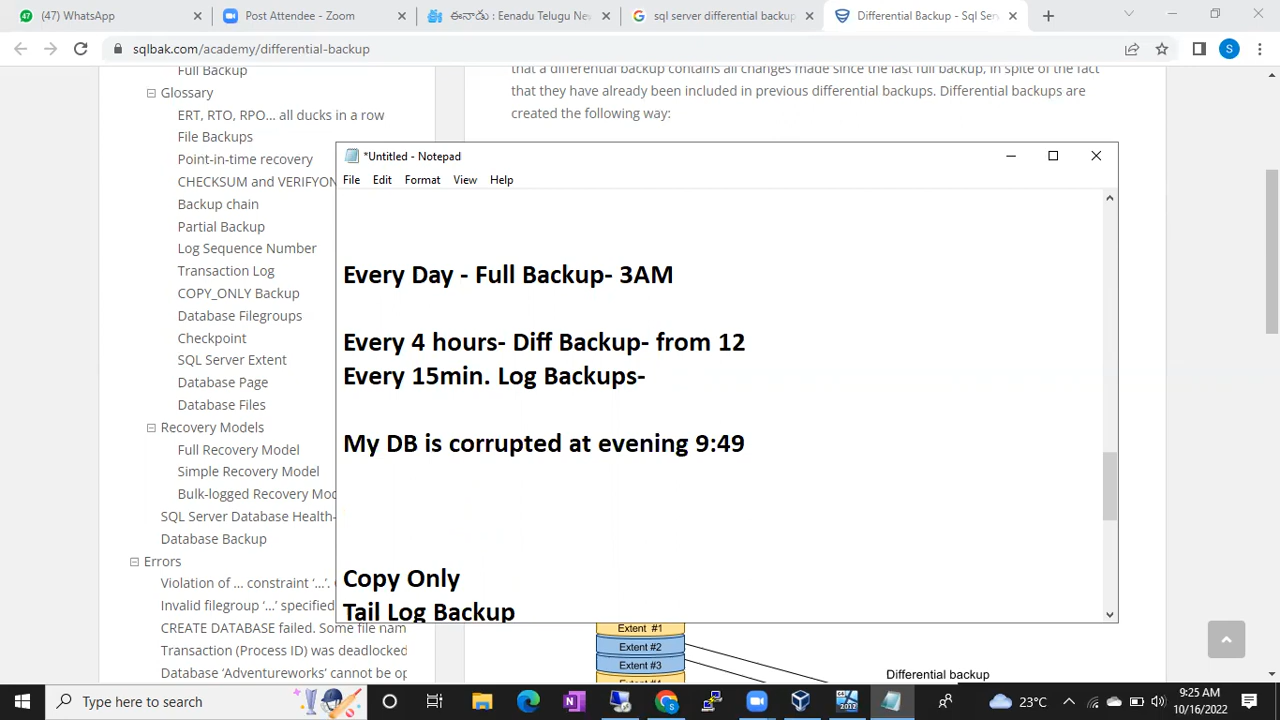 (47) WhatsApp
Post Attendee - Zoom
ఈనాడు : Eenadu Telugu Ne
sql server differential backup
Differential Backup - Sql Ser
sqlbak.com/academy/differential-backup
S
Full Backup
Glossary
ERT, RTO, RPO… all ducks in a row
File Backups
Point-in-time recovery
CHECKSUM and VERIFYON
Backup chain
Partial Backup
Log Sequence Number
Transaction Log
COPY_ONLY Backup
Database Filegroups
Checkpoint
SQL Server Extent
Database Page
Database Files
Recovery Models
Full Recovery Model
Simple Recovery Model
Bulk-logged Recovery Mod
SQL Server Database Health-
Database Backup
Errors
Violation of … constraint ‘…’.
Invalid filegroup ‘…’ specified
CREATE DATABASE failed. Some file nam
Transaction (Process ID) was deadlocked
Database ‘Adventureworks’ cannot be op
that a differential backup contains all changes made since the last full backup, in spite of the fact
that they have already been included in previous differential backups. Differential backups are
created the following way:
*Untitled - Notepad
File Edit Format View Help
Every Day - Full Backup- 3AM
Every 4 hours- Diff Backup- from 12
Every 15min. Log Backups-
My DB is corrupted at evening 9:49
Copy Only
Tail Log Backup
Extent #1
Extent #2
Extent #3
Differential backup
Type here to search
23°C
9:25 AM
10/16/2022